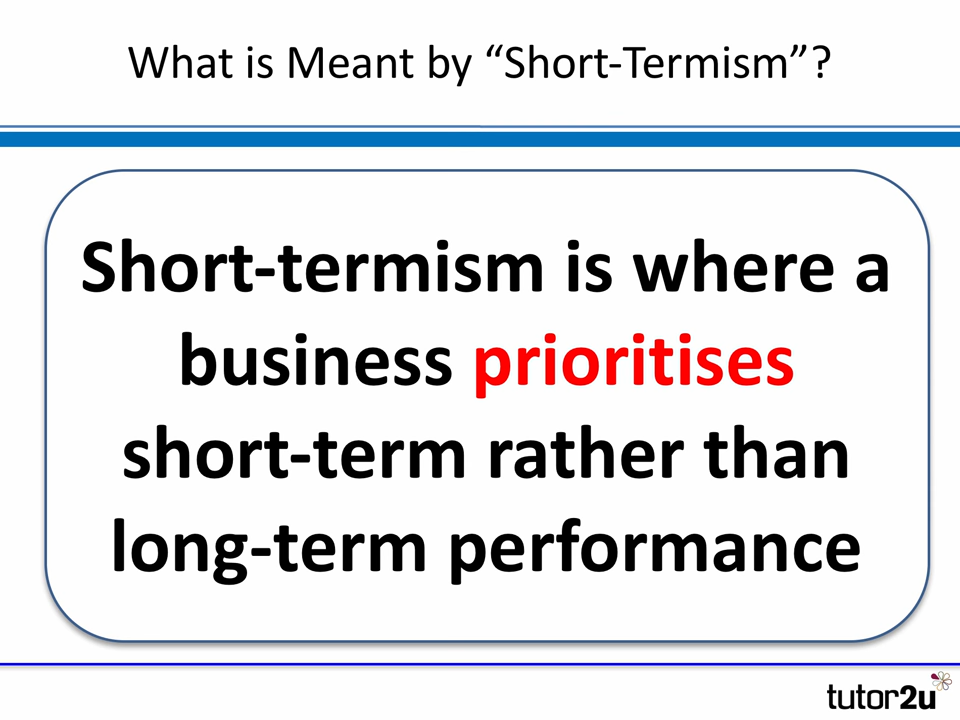 What is Meant by “Short-Termism”?
Short-termism is where a
business prioritises
short-term rather than
long-term performance
tutor2u